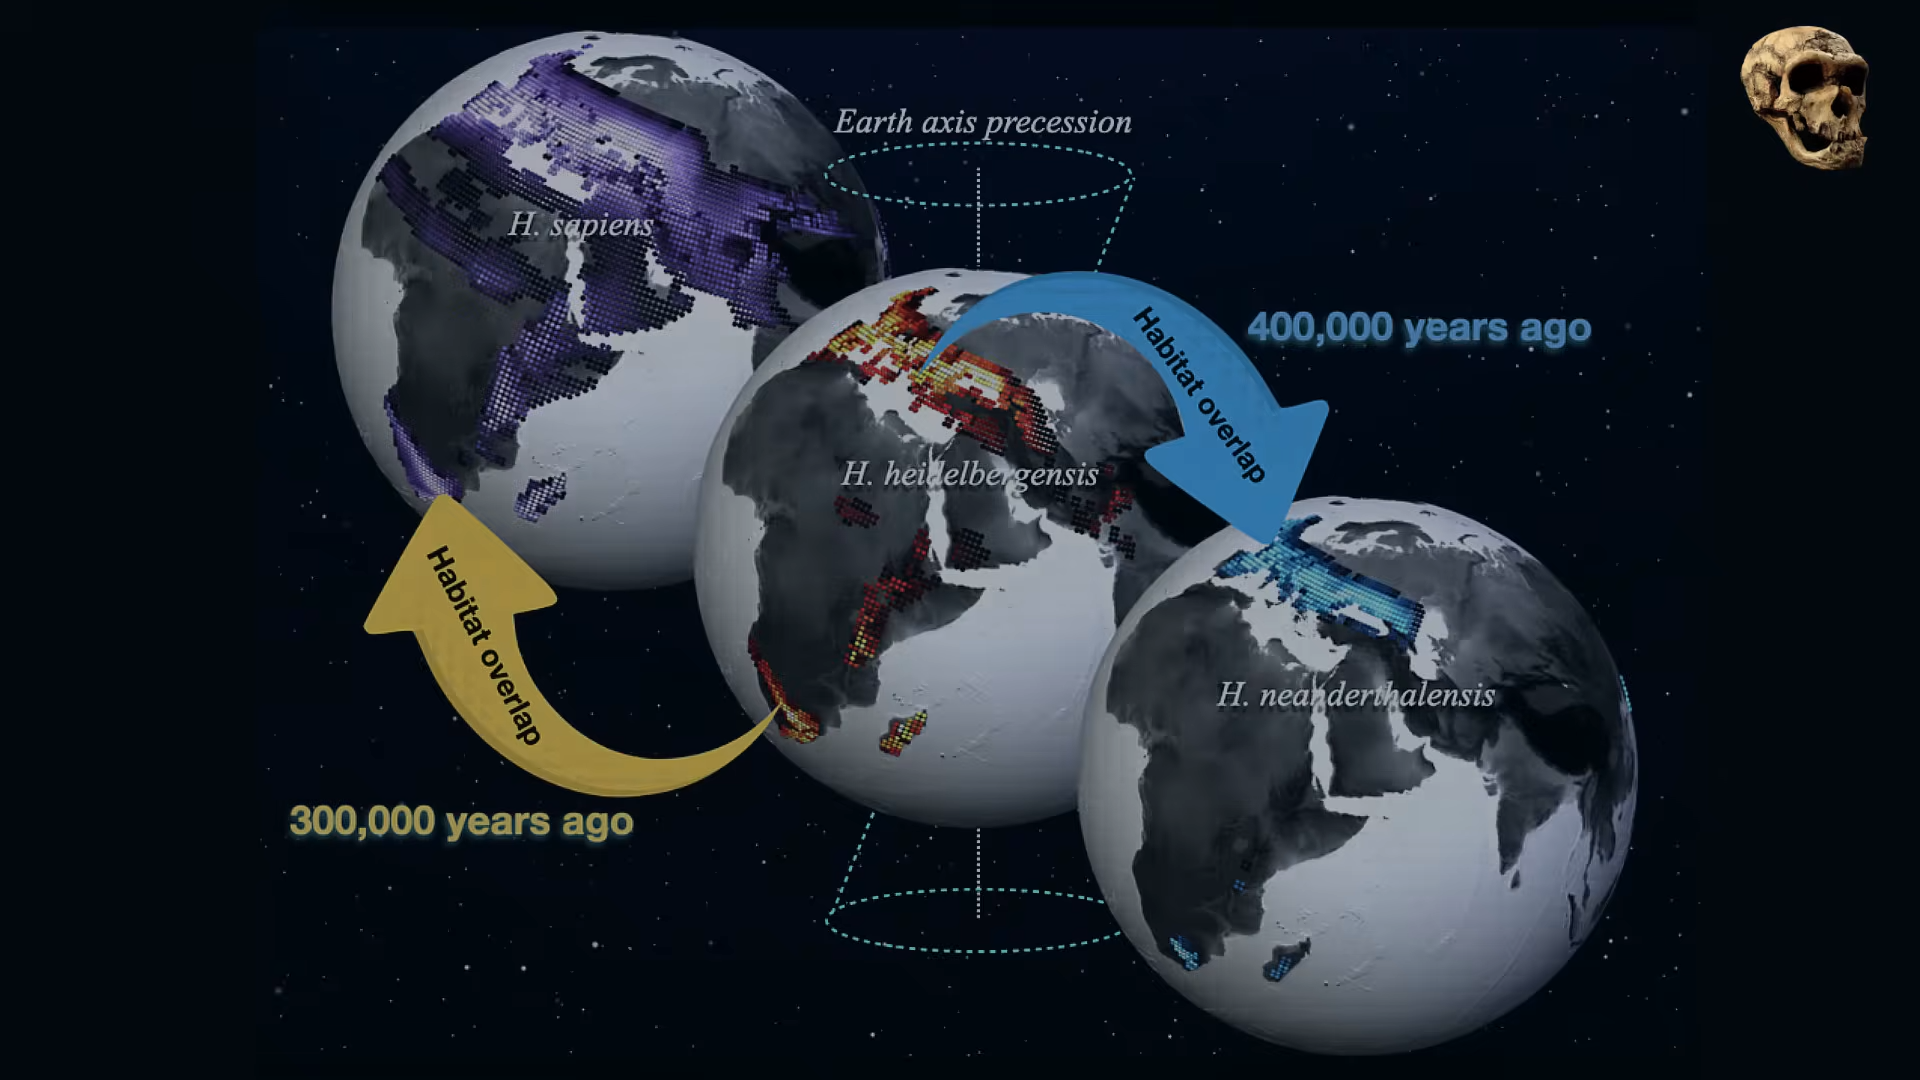 Earth axis precession
H. sapiens
Habitat overlap
400,000 years ago
H. heidelbergensis
Habitat overlap
H. neanderthalensis
300,000 years ago